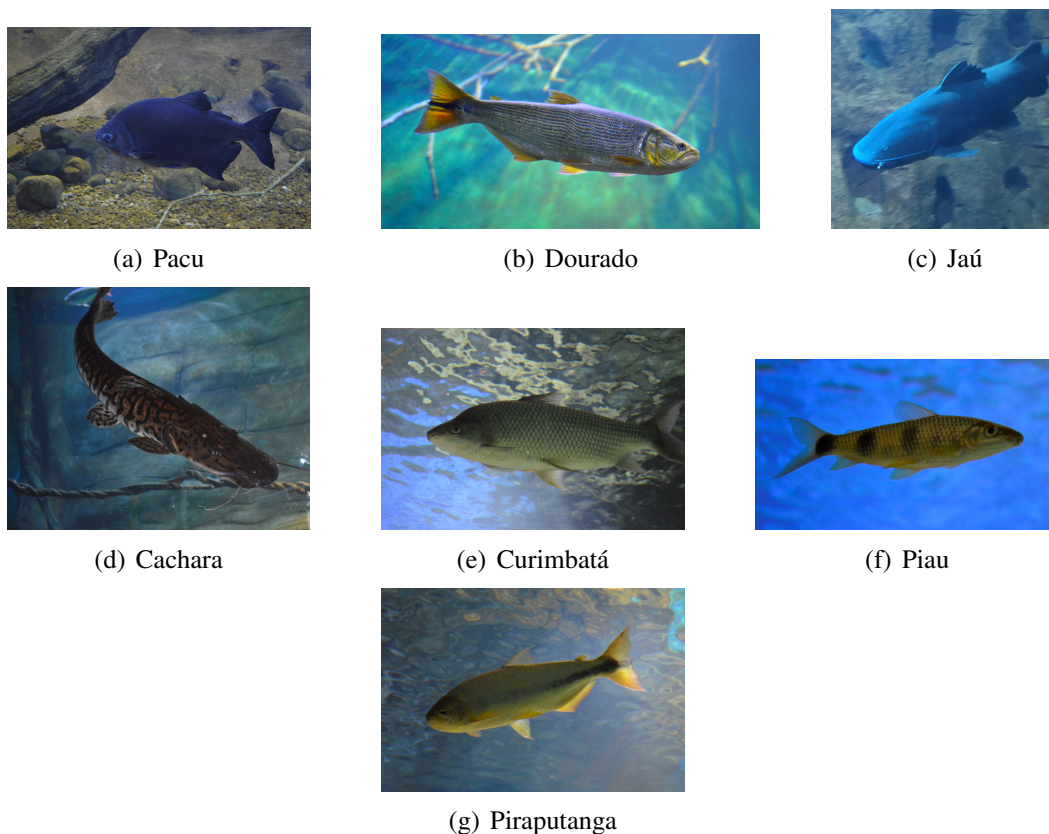 (a) Pacu
(b) Dourado
(c) Jaú
(d) Cachara
(e) Curimbatá
(f) Piau
(g) Piraputanga